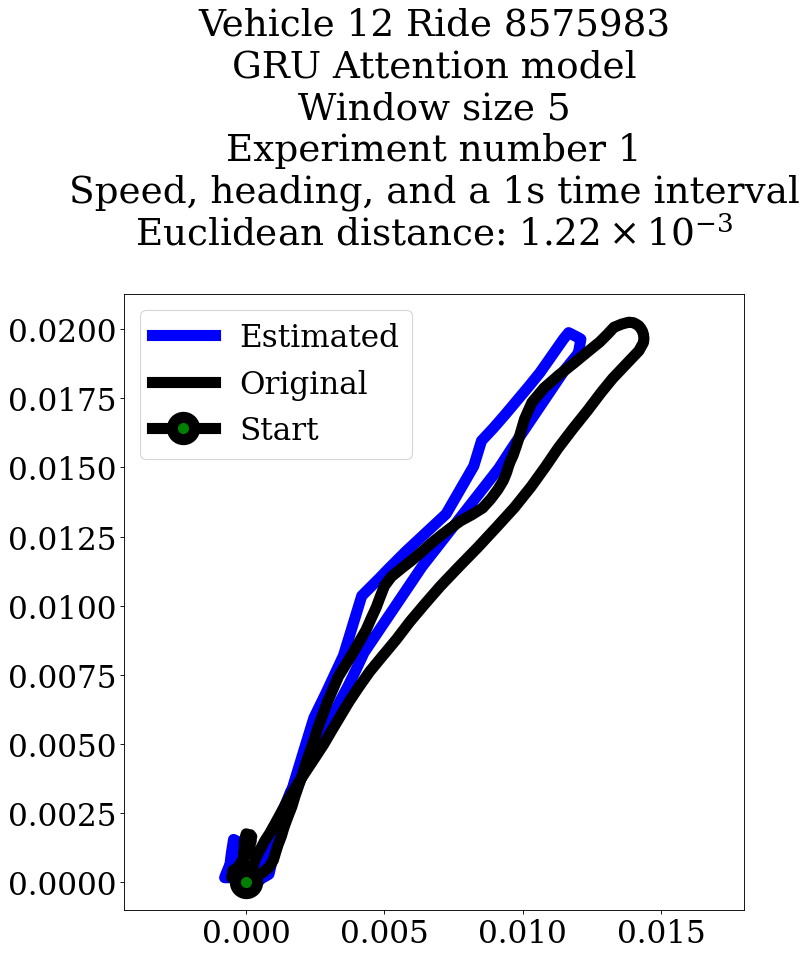 Vehicle 12 Ride 8575983
GRU Attention model
Window size 5
Experiment number 1
Speed, heading, and a 1s time interval
Euclidean distance: 1.22 × 10⁻³
Estimated
Original
Start
0.0200
0.0175
0.0150
0.0125
0.0100
0.0075
0.0050
0.0025
0.0000
0.000 0.005 0.010 0.015